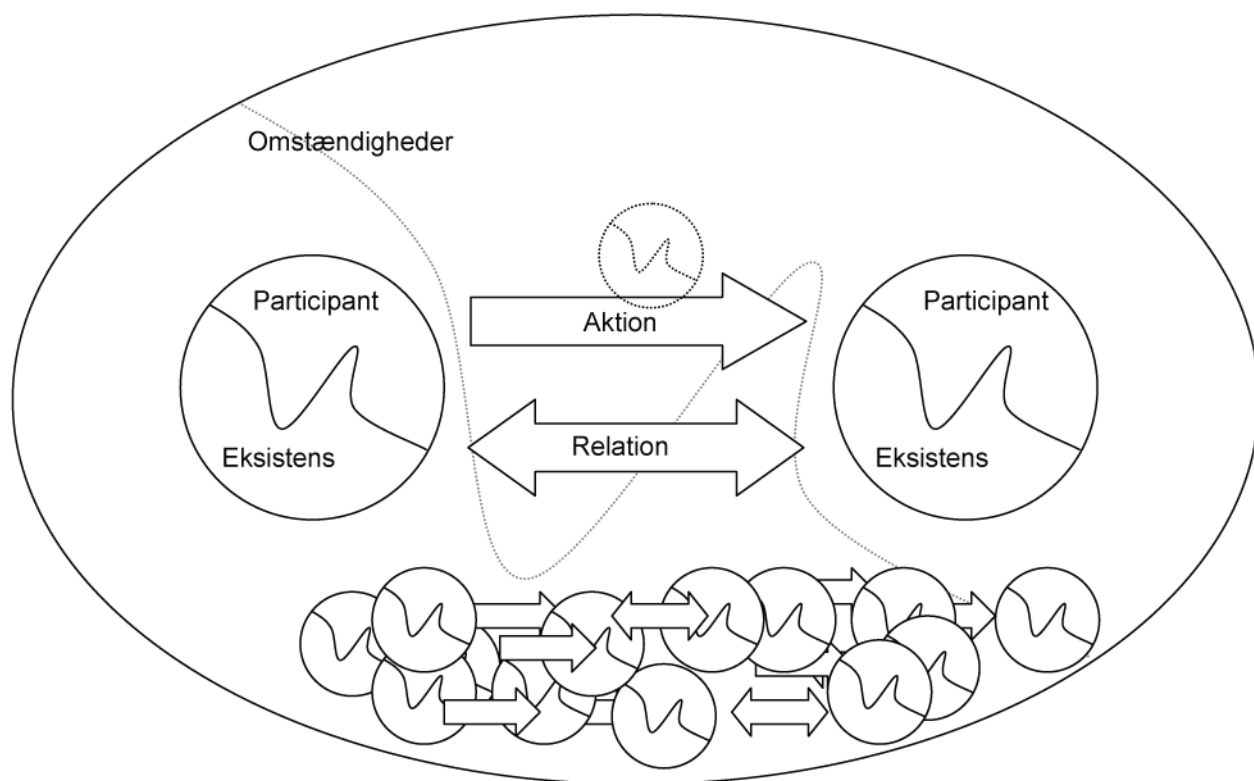 Omstændigheder
Participant
Participant
Aktion
Relation
Eksistens
Eksistens